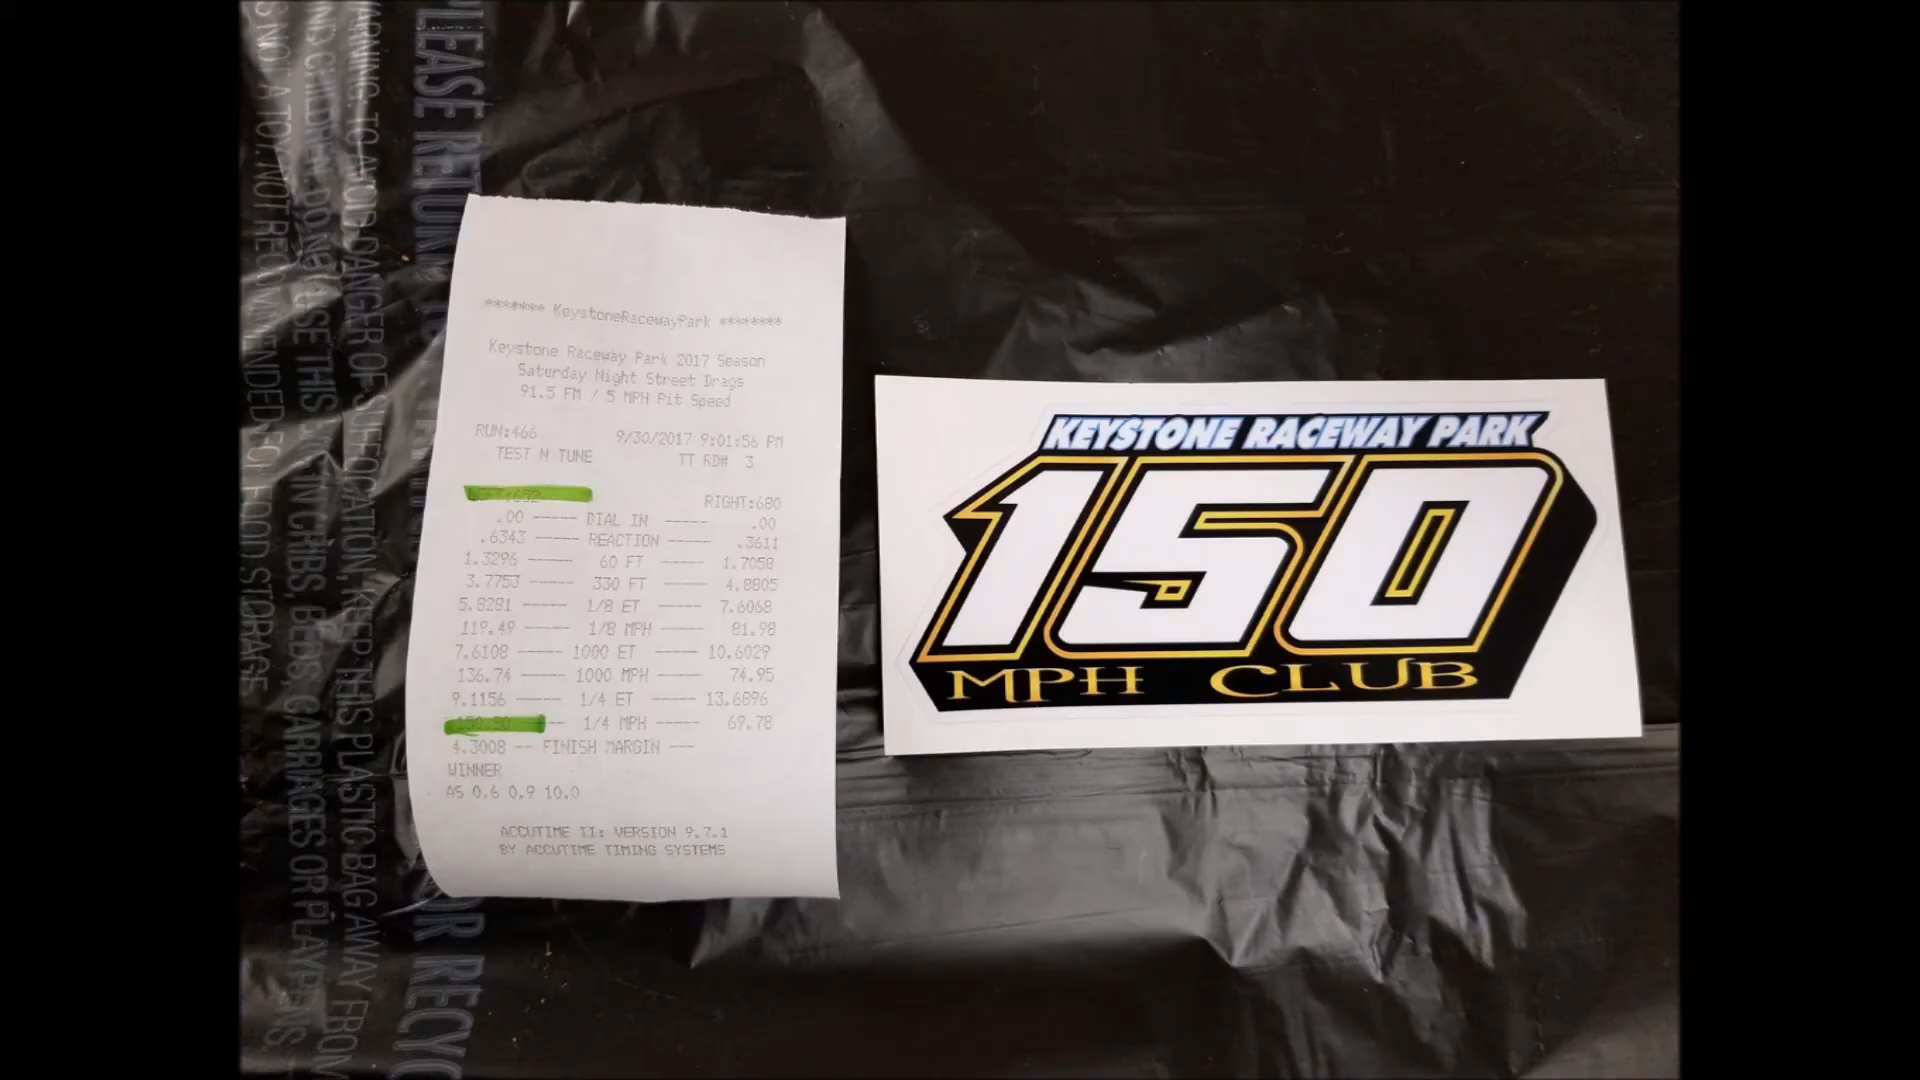 ******* KeystoneRacewayPark ********
Keystone Raceway Park 2017 Season
Saturday Night Street Drags
91.5 FM / 5 MPH Pit Speed
RUN:466 9/30/2017 9:01:56 PM
TEST N TUNE TT RD# 3
LEFT:652 RIGHT:680
.00 ----- DIAL IN ----- .00
.6343 ----- REACTION ----- .3611
1.3296 ----- 60 FT ----- 1.7058
3.7753 ----- 330 FT ----- 4.8805
5.8281 ----- 1/8 ET ----- 7.6068
119.49 ----- 1/8 MPH ----- 81.98
7.6108 ----- 1000 ET ----- 10.6029
136.74 ----- 1000 MPH ----- 74.95
9.1156 ----- 1/4 ET ----- 13.6896
--- 1/4 MPH ----- 69.78
4.3008 -- FINISH MARGIN ---
WINNER
A5 0.6 0.9 10.0
ACCUTIME II: VERSION 9.7.1
BY ACCUTIME TIMING SYSTEMS
KEYSTONE RACEWAY PARK
150
MPH CLUB
PLEASE RETURN
OR RECYC
WARNING: TO AVOID DANGER OF SUFFOCATION, KEEP THIS PLASTIC BAG AWAY FROM
AND CHILDREN. DO NOT USE THIS IN CRIBS, BEDS, CARRIAGES OR PLAYPENS.
IS NOT A TOY. NOT RECOMMENDED FOR FOOD STORAGE